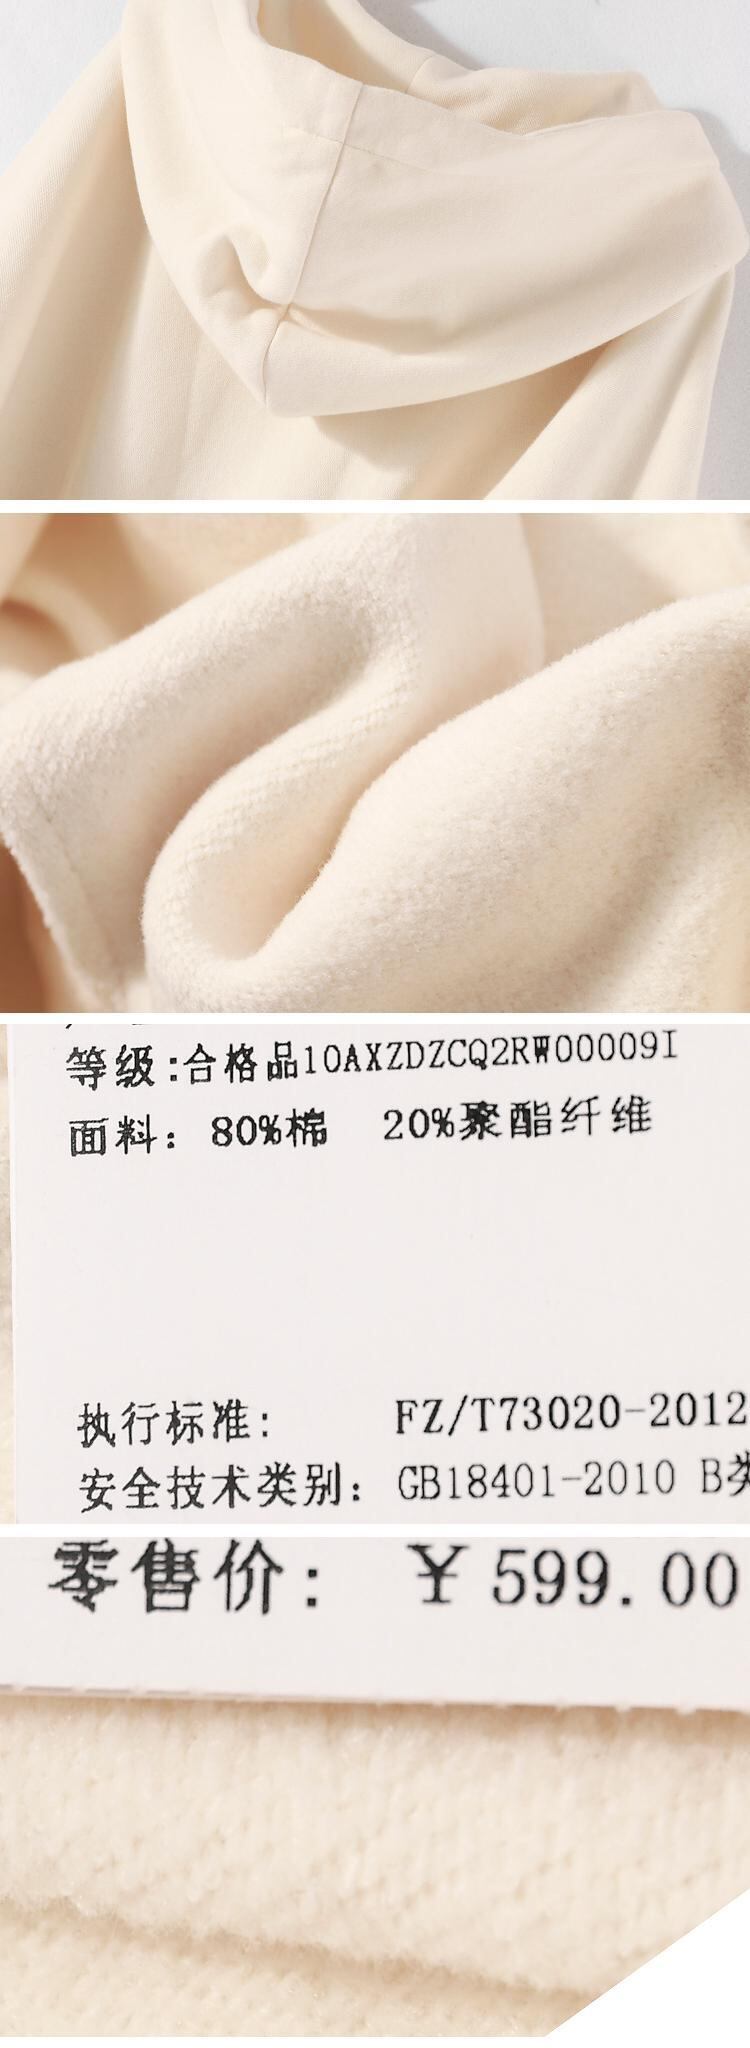 等级:合格品10AXZDZCQ2RW00009I
面料: 80%棉 20%聚酯纤维
执行标准: FZ/T73020-2012
安全技术类别: GB18401-2010 B类
零售价: ￥599.00